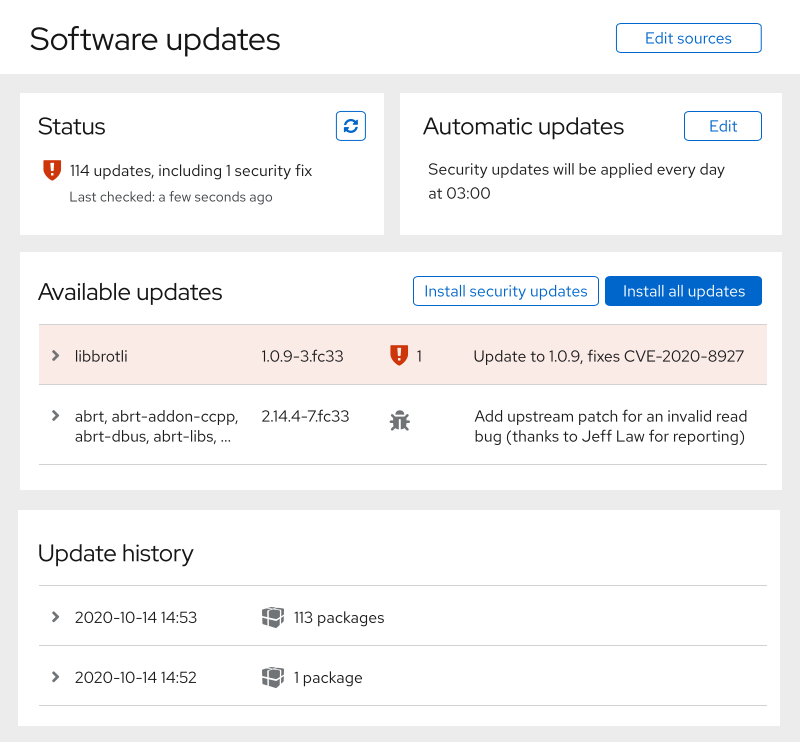 Software updates
Edit sources
Status
114 updates, including 1 security fix
Last checked: a few seconds ago
Automatic updates
Edit
Security updates will be applied every day
at 03:00
Available updates
Install security updates
Install all updates
libbrotli
1.0.9-3.fc33
1
Update to 1.0.9, fixes CVE-2020-8927
abrt, abrt-addon-ccpp,
abrt-dbus, abrt-libs, ...
2.14.4-7.fc33
Add upstream patch for an invalid read
bug (thanks to Jeff Law for reporting)
Update history
2020-10-14 14:53
113 packages
2020-10-14 14:52
1 package